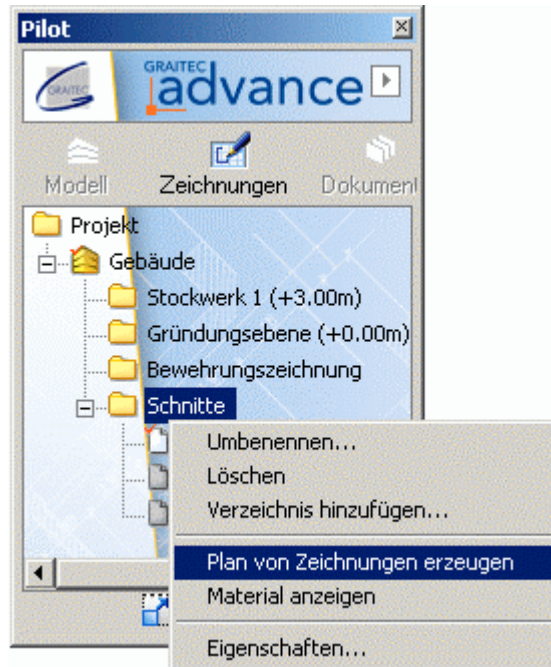 Pilot
GRAITEC
GRAITEC advance
Modell Zeichnungen Dokument
Projekt
Gebäude
Stockwerk 1 (+3.00m)
Gründungsebene (+0.00m)
Bewehrungszeichnung
Schnitte
Umbenennen...
Löschen
Verzeichnis hinzufügen...
Plan von Zeichnungen erzeugen
Material anzeigen
Eigenschaften...